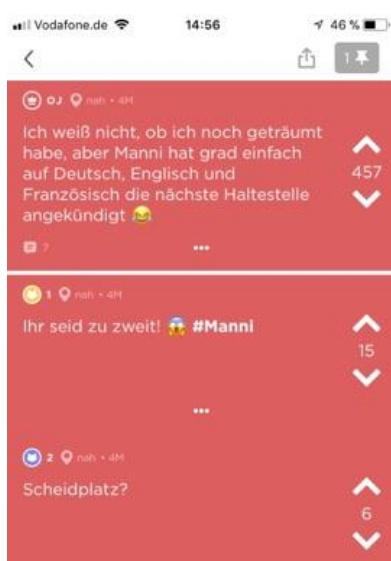 Vodafone.de 14:56 46 %
1
OJ nah • 4M
Ich weiß nicht, ob ich noch geträumt
habe, aber Manni hat grad einfach
auf Deutsch, Englisch und
Französisch die nächste Haltestelle
angekündigt 😂
457
7
1 nah • 4M
Ihr seid zu zweit! 😱 #Manni
15
2 nah • 4M
Scheidplatz?
6